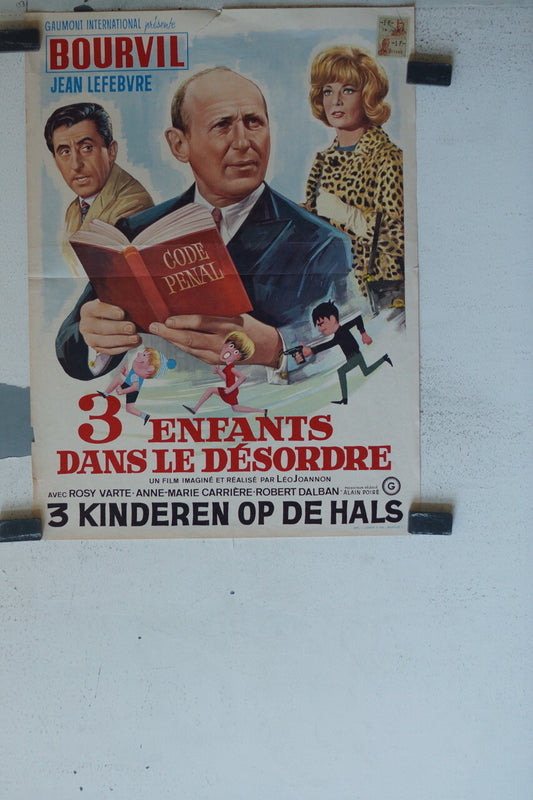 GAUMONT INTERNATIONAL présente
BOURVIL
JEAN LEFEBVRE
CODE
PENAL
3 ENFANTS
DANS LE DÉSORDRE
UN FILM IMAGINÉ ET RÉALISÉ PAR LÉO JOANNON
AVEC ROSY VARTE·ANNE-MARIE CARRIÈRE·ROBERT DALBAN·
ALAIN POIRÉ
G
3 KINDEREN OP DE HALS